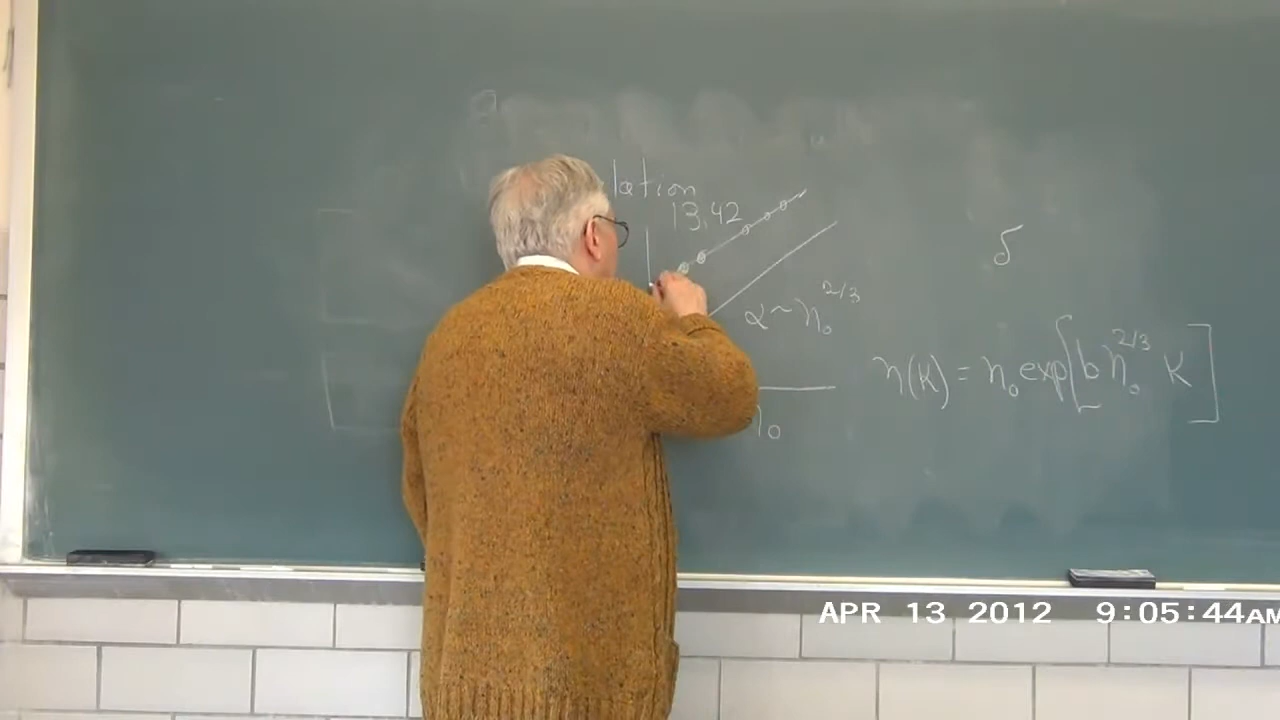 lation
13,42
δ
α ~ η₀^2/3
η(κ) = η₀ exp[b η₀^2/3 κ]
η₀
APR 13 2012 9:05:44AM